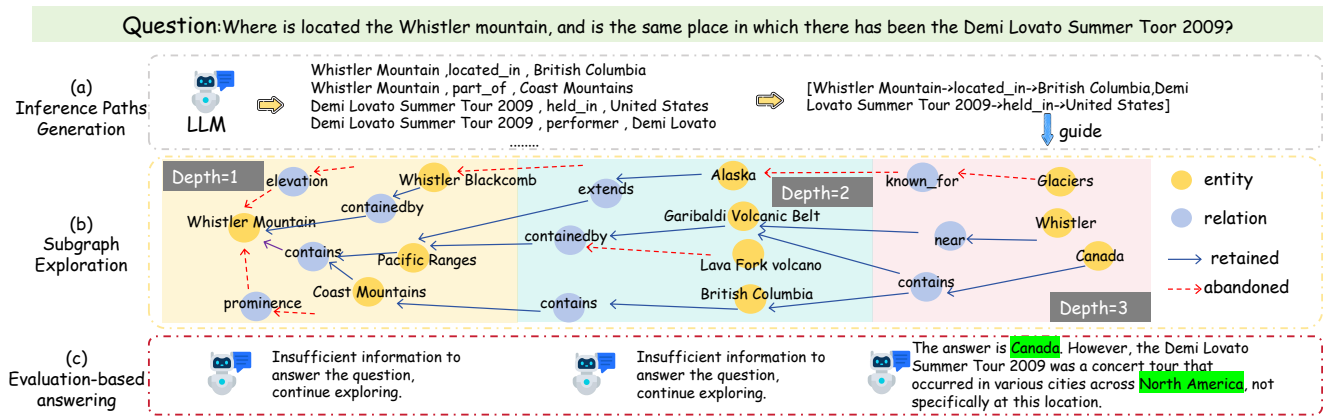 Question:Where is located the Whistler mountain, and is the same place in which there has been the Demi Lovato Summer Toor 2009?
(a)
Inference Paths
Generation
LLM
Whistler Mountain ,located_in , British Columbia
Whistler Mountain , part_of , Coast Mountains
Demi Lovato Summer Tour 2009 , held_in , United States
Demi Lovato Summer Tour 2009 , performer , Demi Lovato
........
[Whistler Mountain->located_in->British Columbia,Demi
Lovato Summer Tour 2009->held_in->United States]
guide
(b)
Subgraph
Exploration
Depth=1
elevation
Whistler Blackcomb
containedby
Whistler Mountain
contains
Pacific Ranges
Coast Mountains
prominence
extends
Alaska
Depth=2
Garibaldi Volcanic Belt
containedby
Lava Fork volcano
British Columbia
contains
known_for
Glaciers
Whistler
near
Canada
contains
Depth=3
entity
relation
retained
abandoned
(c)
Evaluation-based
answering
Insufficient information to
answer the question,
continue exploring.
Insufficient information to
answer the question,
continue exploring.
The answer is Canada. However, the Demi Lovato
Summer Tour 2009 was a concert tour that
occurred in various cities across North America, not
specifically at this location.